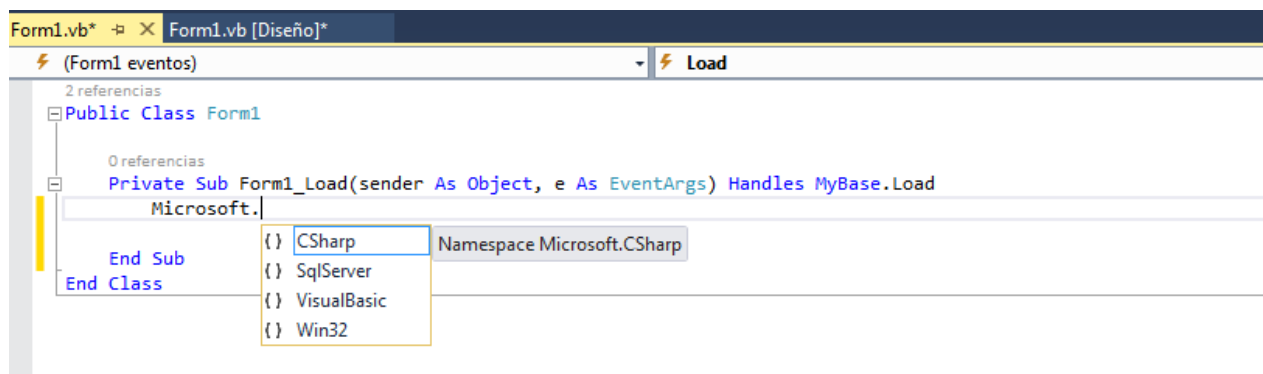 Form1.vb* Form1.vb [Diseño]*
(Form1 eventos) Load
2 referencias
Public Class Form1
0 referencias
Private Sub Form1_Load(sender As Object, e As EventArgs) Handles MyBase.Load
Microsoft.
{} CSharp Namespace Microsoft.CSharp
{} SqlServer
{} VisualBasic
{} Win32
End Sub
End Class